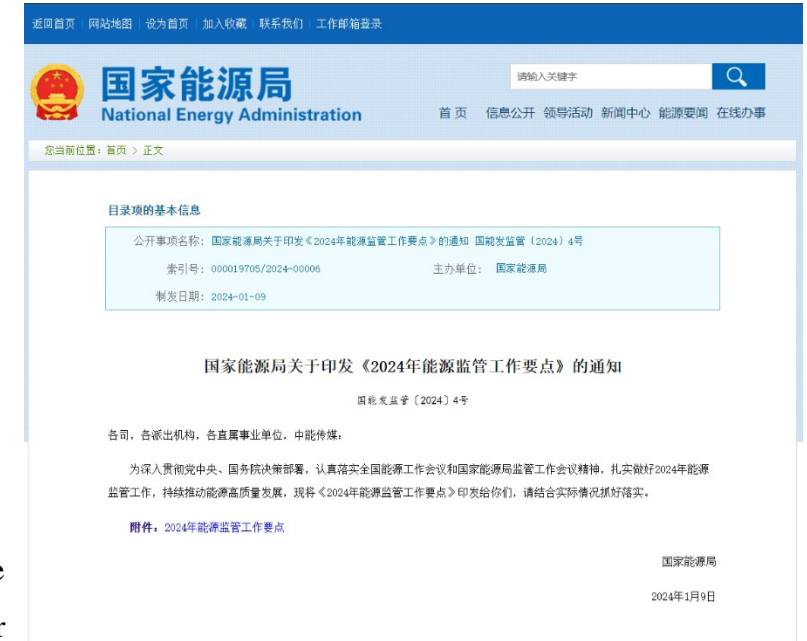 返回首页 网站地图 设为首页 加入收藏 联系我们 工作邮箱登录
国家能源局
National Energy Administration
请输入关键字
首 页 信息公开 领导活动 新闻中心 能源要闻 在线办事
您当前位置：首页 > 正文
目录项的基本信息
公开事项名称：国家能源局关于印发《2024年能源监管工作要点》的通知 国能发监管〔2024〕4号
索引号：000019705/2024-00006 主办单位：国家能源局
制发日期：2024-01-09
国家能源局关于印发《2024年能源监管工作要点》的通知
国能发监管〔2024〕4号
各司，各派出机构，各直属事业单位，中能传媒：
为深入贯彻党中央、国务院决策部署，认真落实全国能源工作会议和国家能源局监管工作会议精神，扎实做好2024年能源
监管工作，持续推动能源高质量发展，现将《2024年能源监管工作要点》印发给你们，请结合实际情况抓好落实。
附件：2024年能源监管工作要点
国家能源局
2024年1月9日